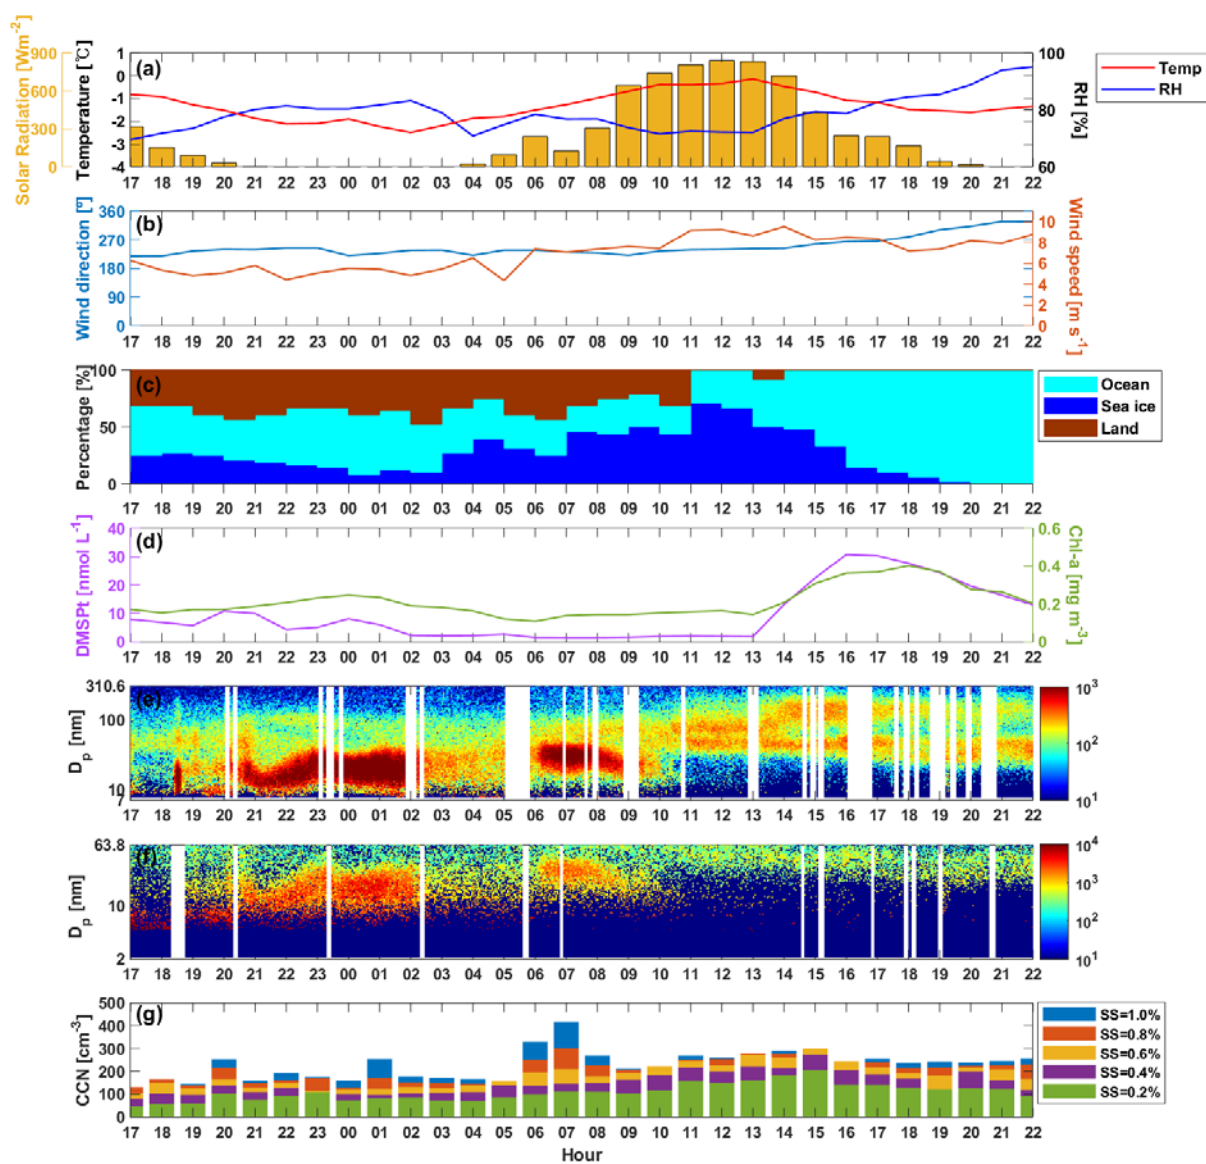 Solar Radiation [Wm-2]
900
600
300
0
Temperature [℃]
1
0
-1
-2
-3
-4
(a)
100
80
60
RH [%]
Temp
RH
17 18 19 20 21 22 23 00 01 02 03 04 05 06 07 08 09 10 11 12 13 14 15 16 17 18 19 20 21 22
Wind direction [º]
360
270
180
90
0
(b)
10
8
6
4
2
0
Wind speed [m s-1]
17 18 19 20 21 22 23 00 01 02 03 04 05 06 07 08 09 10 11 12 13 14 15 16 17 18 19 20 21 22
Percentage [%]
100
50
0
(c)
Ocean
Sea ice
Land
17 18 19 20 21 22 23 00 01 02 03 04 05 06 07 08 09 10 11 12 13 14 15 16 17 18 19 20 21 22
DMSPt [nmol L-1]
40
30
20
10
0
(d)
0.6
0.4
0.2
0
Chl-a [mg m-3]
17 18 19 20 21 22 23 00 01 02 03 04 05 06 07 08 09 10 11 12 13 14 15 16 17 18 19 20 21 22
Dp [nm]
310.6
100
10
7
(e)
103
102
101
17 18 19 20 21 22 23 00 01 02 03 04 05 06 07 08 09 10 11 12 13 14 15 16 17 18 19 20 21 22
Dp [nm]
63.8
10
2
(f)
104
103
102
101
17 18 19 20 21 22 23 00 01 02 03 04 05 06 07 08 09 10 11 12 13 14 15 16 17 18 19 20 21 22
CCN [cm-3]
500
400
300
200
100
0
(g)
SS=1.0%
SS=0.8%
SS=0.6%
SS=0.4%
SS=0.2%
17 18 19 20 21 22 23 00 01 02 03 04 05 06 07 08 09 10 11 12 13 14 15 16 17 18 19 20 21 22
Hour